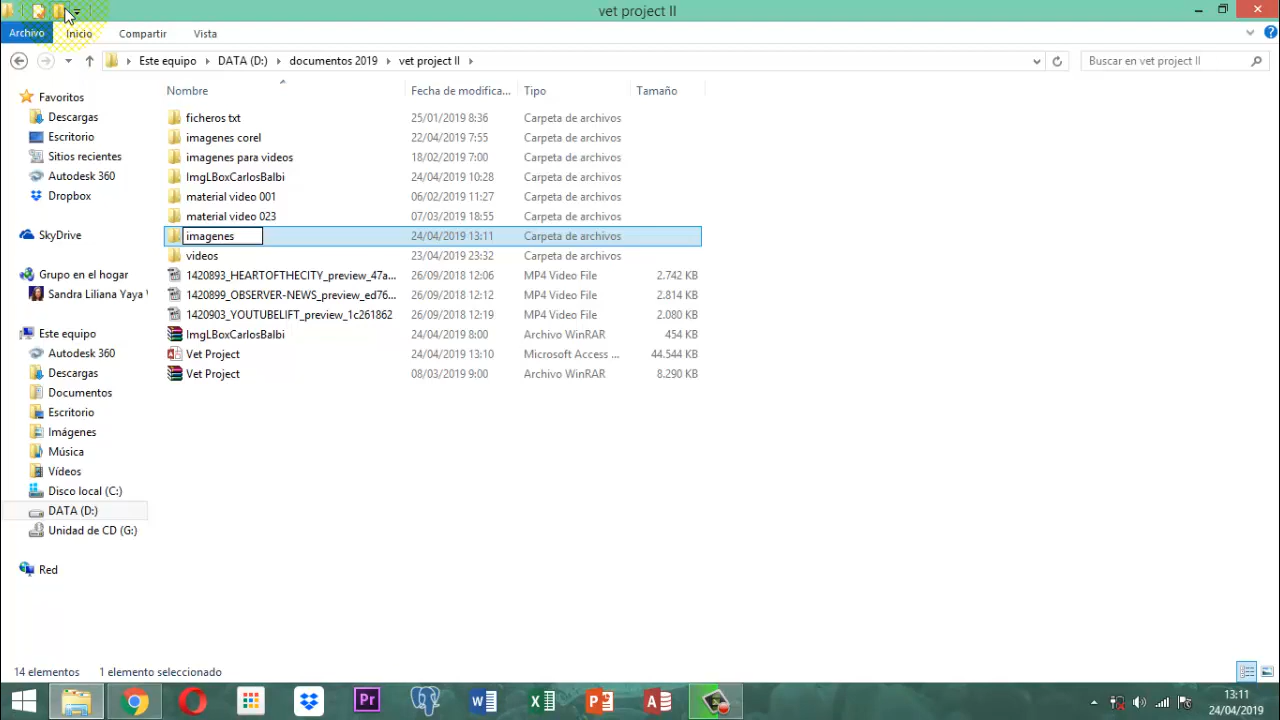 vet project II
Archivo Inicio Compartir Vista
Este equipo DATA (D:) documentos 2019 vet project II Buscar en vet project II
Nombre Fecha de modifica... Tipo Tamaño
Favoritos
Descargas
Escritorio
Sitios recientes
Autodesk 360
Dropbox
SkyDrive
Grupo en el hogar
Sandra Liliana Yaya
Este equipo
Autodesk 360
Descargas
Documentos
Escritorio
Imágenes
Música
Vídeos
Disco local (C:)
DATA (D:)
Unidad de CD (G:)
Red
ficheros txt 25/01/2019 8:36 Carpeta de archivos
imagenes corel 22/04/2019 7:55 Carpeta de archivos
imagenes para videos 18/02/2019 7:00 Carpeta de archivos
ImgLBoxCarlosBalbi 24/04/2019 10:28 Carpeta de archivos
material video 001 06/02/2019 11:27 Carpeta de archivos
material video 023 07/03/2019 18:55 Carpeta de archivos
imagenes 24/04/2019 13:11 Carpeta de archivos
videos 23/04/2019 23:32 Carpeta de archivos
1420893_HEARTOFTHECITY_preview_47a... 26/09/2018 12:06 MP4 Video File 2.742 KB
1420899_OBSERVER-NEWS_preview_ed76... 26/09/2018 12:12 MP4 Video File 2.814 KB
1420903_YOUTUBELIFT_preview_1c261862 26/09/2018 12:19 MP4 Video File 2.080 KB
ImgLBoxCarlosBalbi 24/04/2019 8:00 Archivo WinRAR 454 KB
Vet Project 24/04/2019 13:10 Microsoft Access ... 44.544 KB
Vet Project 08/03/2019 9:00 Archivo WinRAR 8.290 KB
14 elementos 1 elemento seleccionado
13:11
24/04/2019